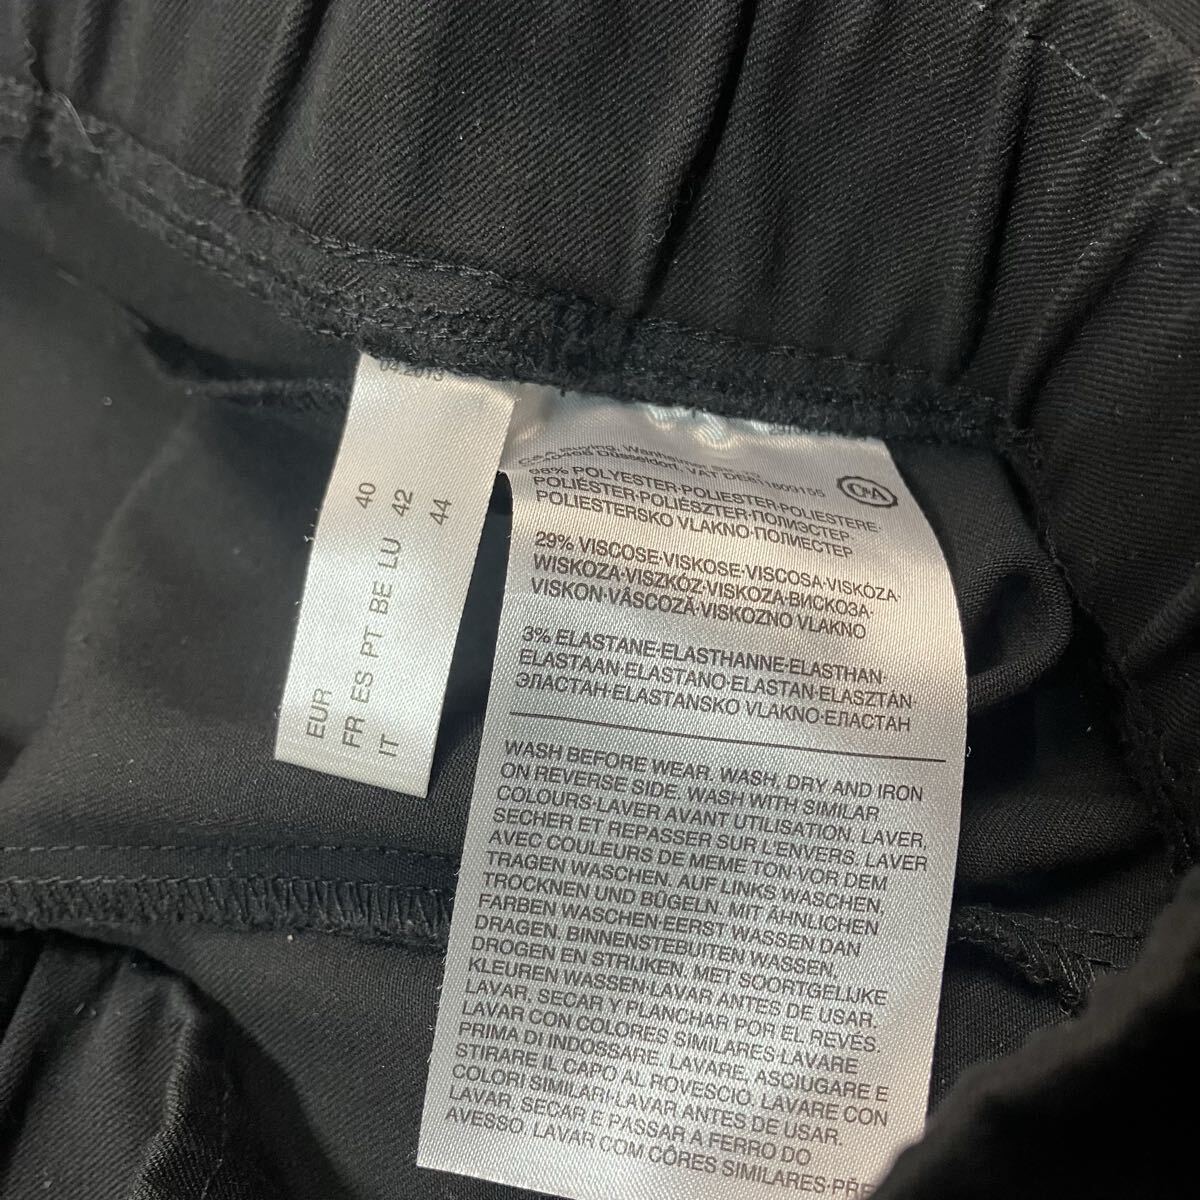 EUR 40
FR ES PT BE LU 42
IT 44
C&A
Düsseldorf, VAT
68% POLYESTER·POLIESTER·POLIESTERE·
POLIÉSTER·POLIÉSZTER·ПОЛИЭСТЕР·
POLIESTERSKO VLAKNO·ПОЛИЕСТЕР
29% VISCOSE·VISKOSE·VISCOSA·VISKÓZA·
WISKOZA·VISZKÓZ·VISKOZA·ВИСКОЗА·
VISKON·VÂSCOZĂ·VISKOZNO VLAKNO
3% ELASTANE·ELASTHANNE·ELASTHAN·
ELASTAAN·ELASTANO·ELASTAN·ELASZTÁN·
ЭЛАСТАН·ELASTANSKO VLAKNO·ЕЛАСТАН
WASH BEFORE WEAR. WASH, DRY AND IRON
ON REVERSE SIDE. WASH WITH SIMILAR
COLOURS·LAVER AVANT UTILISATION. LAVER,
SECHER ET REPASSER SUR L'ENVERS. LAVER
AVEC COULEURS DE MEME TON·VOR DEM
TRAGEN WASCHEN. AUF LINKS WASCHEN,
TROCKNEN UND BÜGELN. MIT ÄHNLICHEN
FARBEN WASCHEN·EERST WASSEN DAN
DRAGEN. BINNENSTEBUITEN WASSEN,
DROGEN EN STRIJKEN. MET SOORTGELIJKE
KLEUREN WASSEN·LAVAR ANTES DE USAR.
LAVAR, SECAR Y PLANCHAR POR EL REVÉS.
LAVAR CON COLORES SIMILARES·LAVARE
PRIMA DI INDOSSARE. LAVARE, ASCIUGARE E
STIRARE IL CAPO AL ROVESCIO. LAVARE CON
COLORI SIMILARI·LAVAR ANTES DE USAR.
LAVAR, SECAR E PASSAR A FERRO DO
AVESSO. LAVAR COM CÔRES SIMILARES·